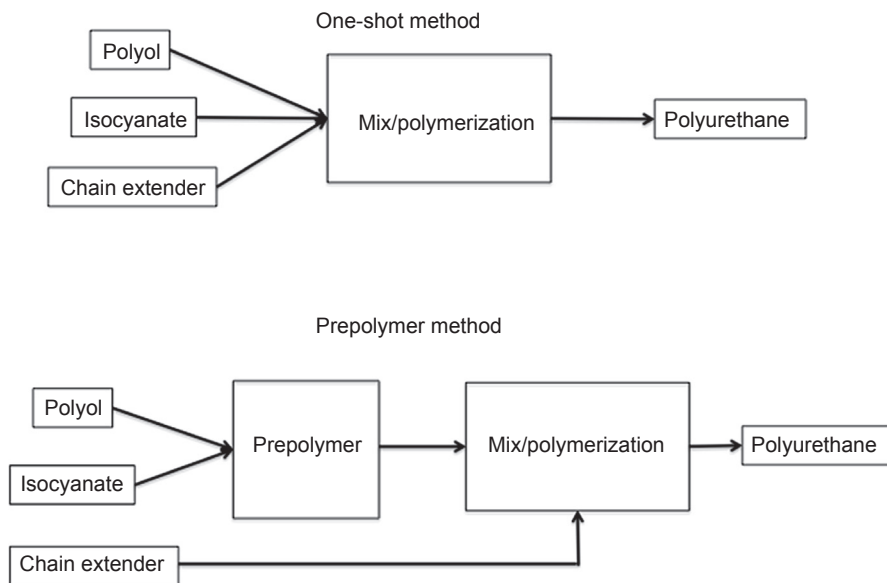 One-shot method
Polyol
Isocyanate
Chain extender
Mix/polymerization
Polyurethane
Prepolymer method
Polyol
Isocyanate
Chain extender
Prepolymer
Mix/polymerization
Polyurethane